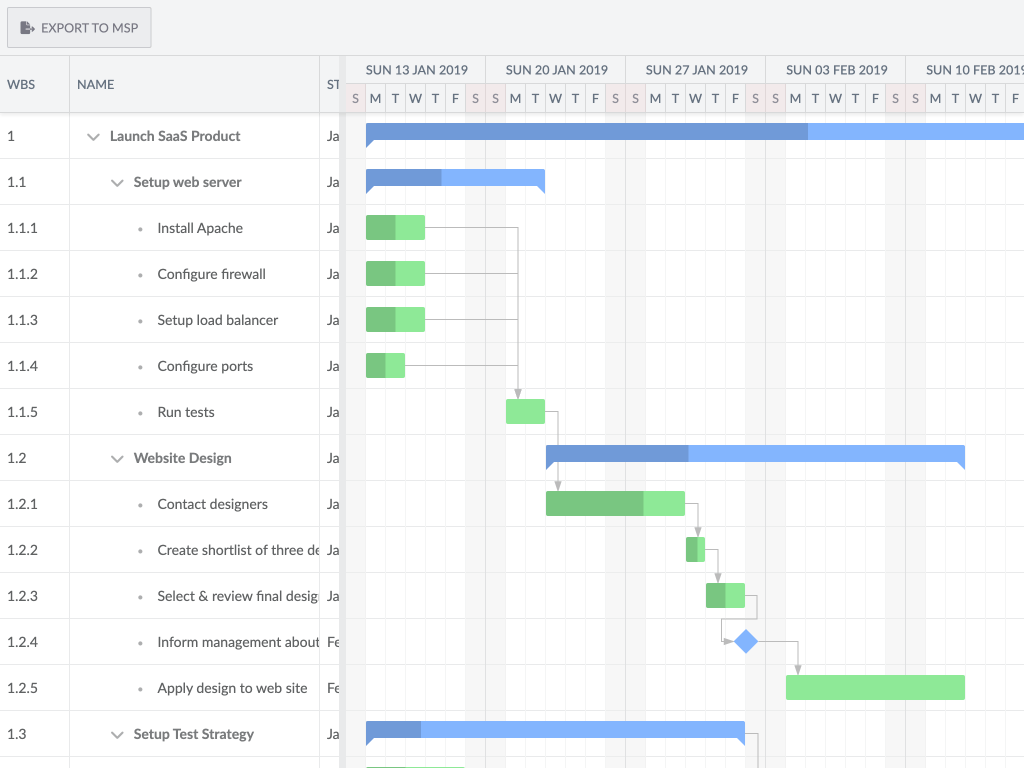 EXPORT TO MSP
WBS NAME ST SUN 13 JAN 2019 SUN 20 JAN 2019 SUN 27 JAN 2019 SUN 03 FEB 2019 SUN 10 FEB 2019
S M T W T F S S M T W T F S S M T W T F S S M T W T F S S M T W T F
1 Launch SaaS Product Ja
1.1 Setup web server Ja
1.1.1 Install Apache Ja
1.1.2 Configure firewall Ja
1.1.3 Setup load balancer Ja
1.1.4 Configure ports Ja
1.1.5 Run tests Ja
1.2 Website Design Ja
1.2.1 Contact designers Ja
1.2.2 Create shortlist of three de Ja
1.2.3 Select & review final desig Ja
1.2.4 Inform management about Fe
1.2.5 Apply design to web site Fe
1.3 Setup Test Strategy Ja